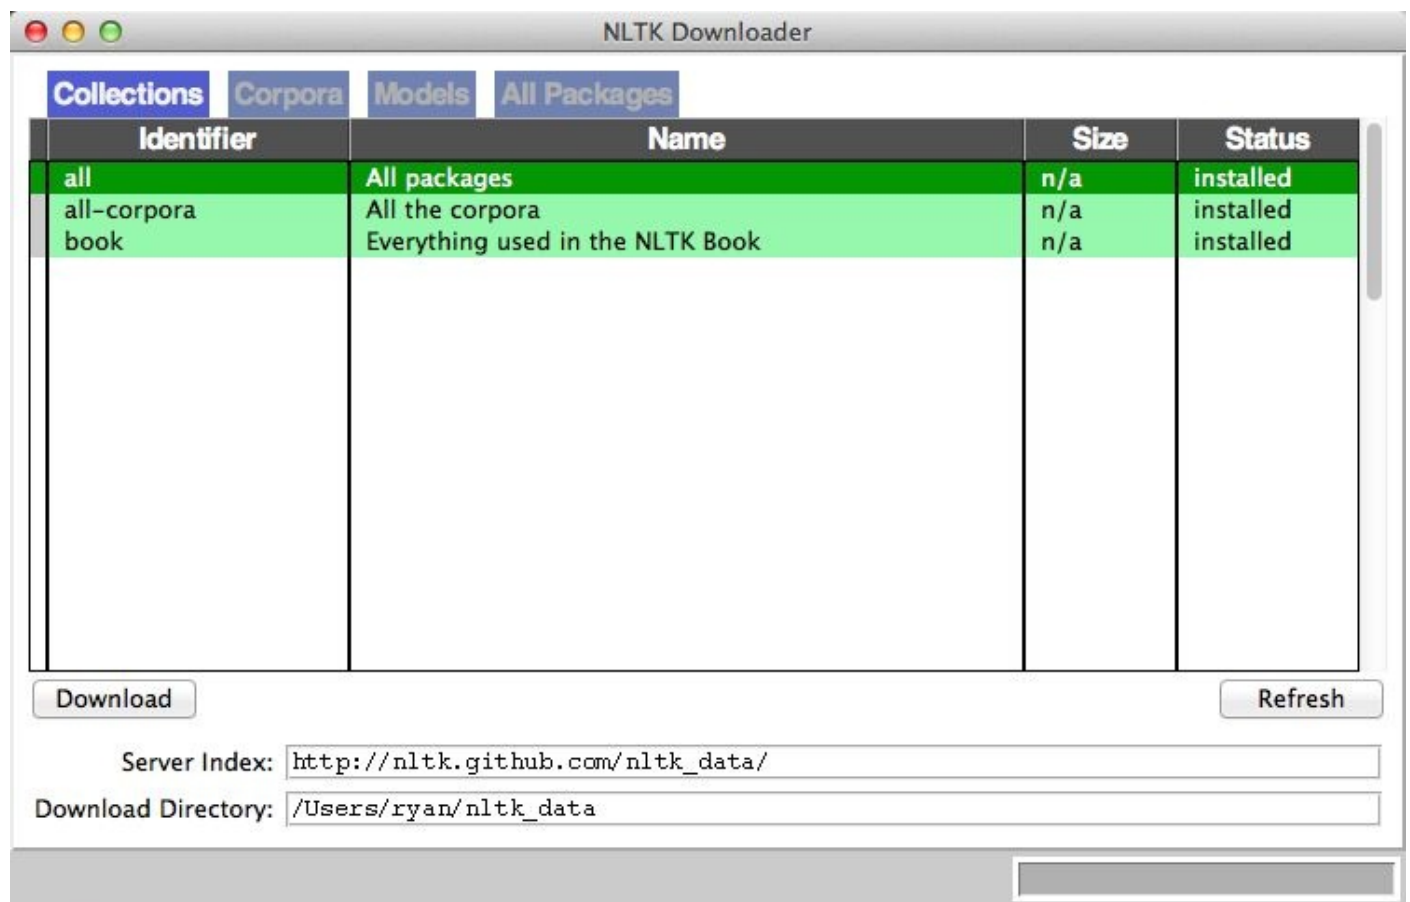 NLTK Downloader
Collections Corpora Models All Packages
Identifier Name Size Status
all All packages n/a installed
all-corpora All the corpora n/a installed
book Everything used in the NLTK Book n/a installed
Download Refresh
Server Index: http://nltk.github.com/nltk_data/
Download Directory: /Users/ryan/nltk_data